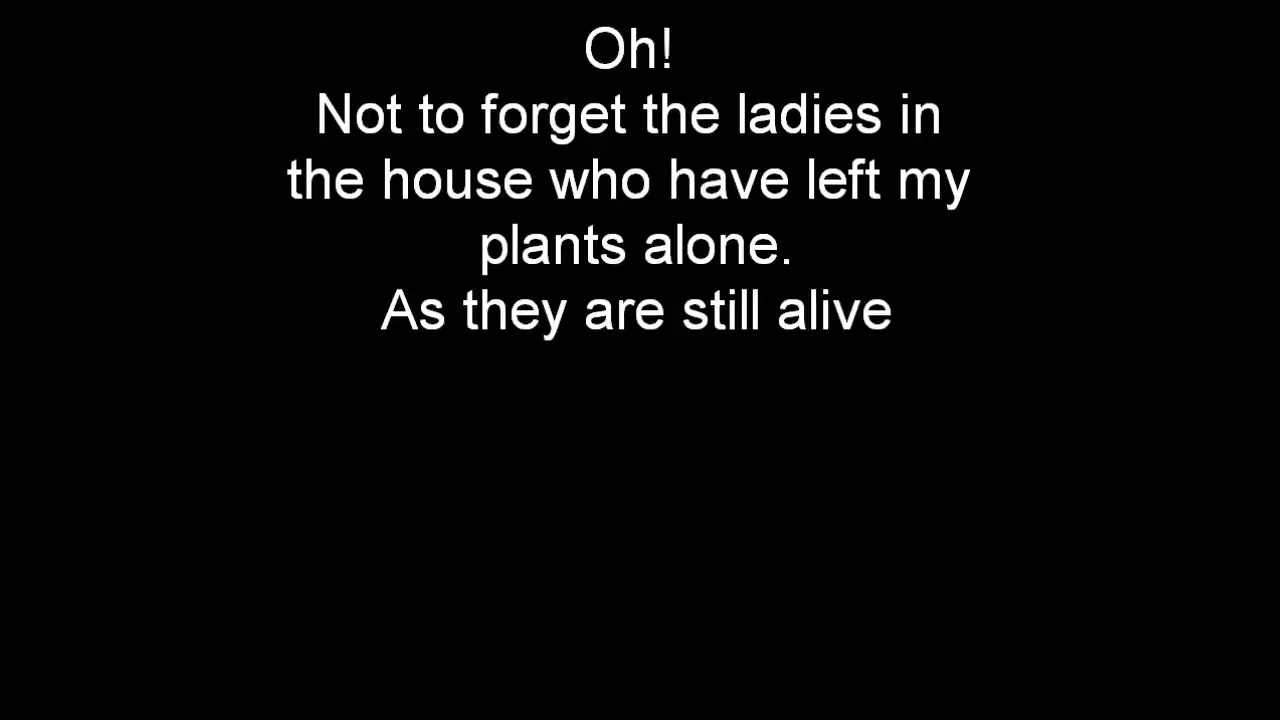 Oh!
Not to forget the ladies in
the house who have left my
plants alone.
As they are still alive